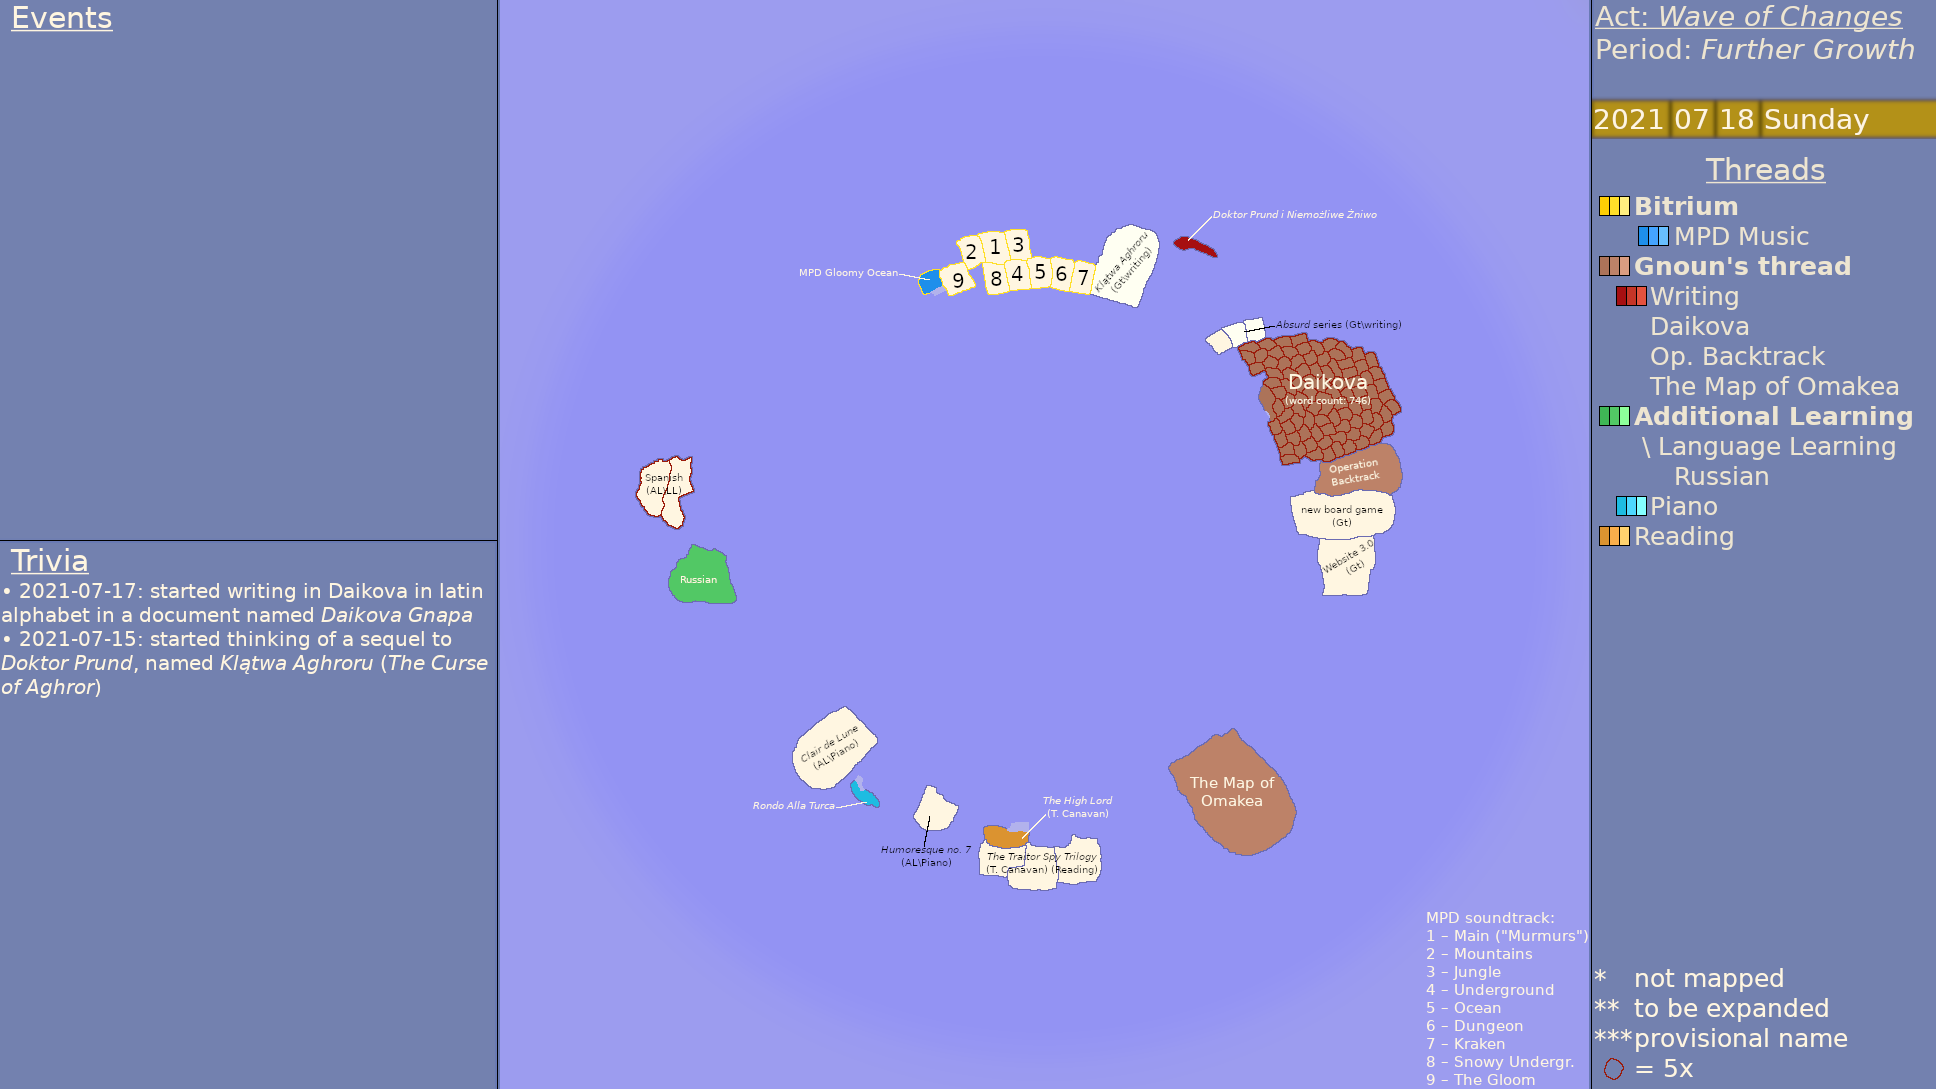 Events
Trivia
• 2021-07-17: started writing in Daikova in latin
alphabet in a document named Daikova Gnapa
• 2021-07-15: started thinking of a sequel to
Doktor Prund, named Klątwa Aghroru (The Curse
of Aghror)
Doktor Prund i Niemożliwe Żniwo
2 1 3
MPD Gloomy Ocean
9 8 4 5 6 7
Klątwa Aghroru
(Gt\writing)
Absurd series (Gt\writing)
Daikova
(word count: 746)
Operation
Backtrack
new board game
(Gt)
Website 3.0
(Gt)
Spanish
(AL\LL)
Russian
Clair de Lune
(AL\Piano)
Rondo Alla Turca
Humoresque no. 7
(AL\Piano)
The High Lord
(T. Canavan)
The Traitor Spy Trilogy
(T. Canavan) (Reading)
The Map of
Omakea
MPD soundtrack:
1 – Main ("Murmurs")
2 – Mountains
3 – Jungle
4 – Underground
5 – Ocean
6 – Dungeon
7 – Kraken
8 – Snowy Undergr.
9 – The Gloom
Act: Wave of Changes
Period: Further Growth
2021 07 18 Sunday
Threads
Bitrium
MPD Music
Gnoun's thread
Writing
Daikova
Op. Backtrack
The Map of Omakea
Additional Learning
\ Language Learning
Russian
Piano
Reading
* not mapped
** to be expanded
*** provisional name
= 5x